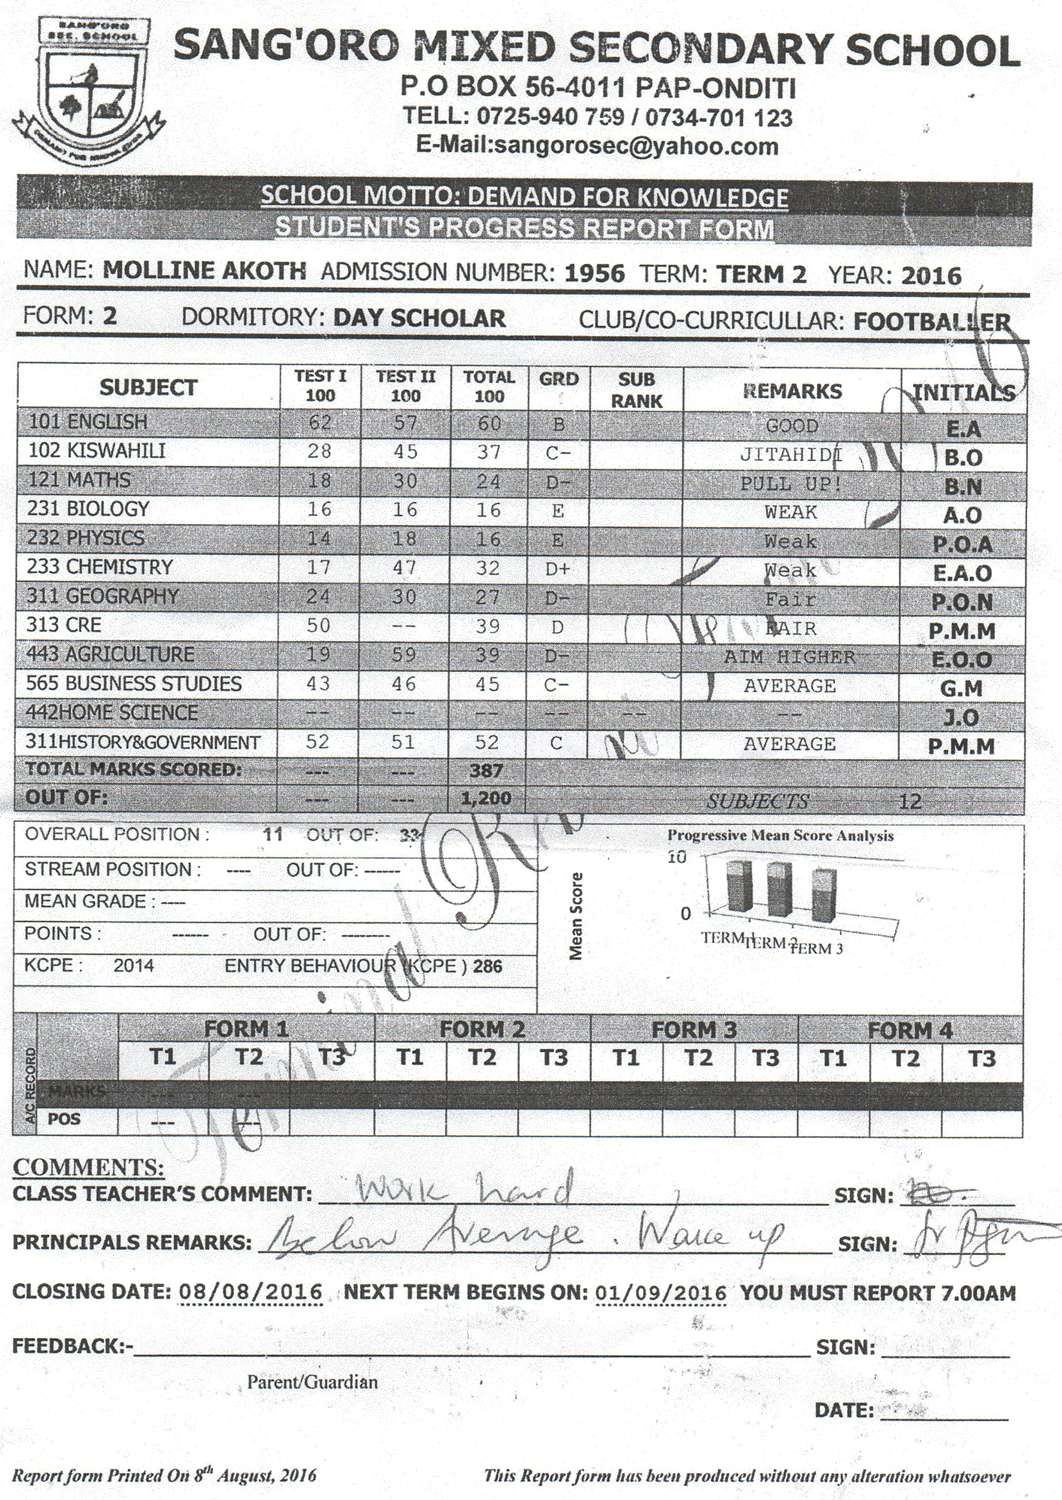 SANG'ORO
SEC. SCHOOL
SANG'ORO MIXED SECONDARY SCHOOL
P.O BOX 56-4011 PAP-ONDITI
TELL: 0725-940 759 / 0734-701 123
E-Mail:sangorosec@yahoo.com
SCHOOL MOTTO: DEMAND FOR KNOWLEDGE
STUDENT'S PROGRESS REPORT FORM
NAME: MOLLINE AKOTH ADMISSION NUMBER: 1956 TERM: TERM 2 YEAR: 2016
FORM: 2 DORMITORY: DAY SCHOLAR CLUB/CO-CURRICULLAR: FOOTBALLER
SUBJECT TEST I 100 TEST II 100 TOTAL 100 GRD SUB RANK REMARKS INITIALS
101 ENGLISH 62 57 60 B GOOD E.A
102 KISWAHILI 28 45 37 C- JITAHIDI B.O
121 MATHS 18 30 24 D- PULL UP! B.N
231 BIOLOGY 16 16 16 E WEAK A.O
232 PHYSICS 14 18 16 E Weak P.O.A
233 CHEMISTRY 17 47 32 D+ Weak E.A.O
311 GEOGRAPHY 24 30 27 D- Fair P.O.N
313 CRE 50 -- 39 D FAIR P.M.M
443 AGRICULTURE 19 59 39 D- AIM HIGHER E.O.O
565 BUSINESS STUDIES 43 46 45 C- AVERAGE G.M
442HOME SCIENCE -- -- -- -- -- -- J.O
311HISTORY&GOVERNMENT 52 51 52 C AVERAGE P.M.M
TOTAL MARKS SCORED: --- --- 387
OUT OF: --- --- 1,200 SUBJECTS 12
OVERALL POSITION : 11 OUT OF: 33
STREAM POSITION : ---- OUT OF: ------
MEAN GRADE : ----
POINTS : ------ - OUT OF: --------
KCPE : 2014 ENTRY BEHAVIOUR (KCPE ) 286
Progressive Mean Score Analysis
Mean Score
10
0
TERM 1 TERM 2 TERM 3
A/C RECORD
FORM 1 FORM 2 FORM 3 FORM 4
T1 T2 T3 T1 T2 T3 T1 T2 T3 T1 T2 T3
MARKS --- ---
POS --- ---
Terminal
COMMENTS:
CLASS TEACHER'S COMMENT: Work hard SIGN:
PRINCIPALS REMARKS: Below Average. Wake up SIGN:
CLOSING DATE: 08/08/2016 NEXT TERM BEGINS ON: 01/09/2016 YOU MUST REPORT 7.00AM
FEEDBACK:- SIGN:
Parent/Guardian
DATE:
Report form Printed On 8th August, 2016 This Report form has been produced without any alteration whatsoever